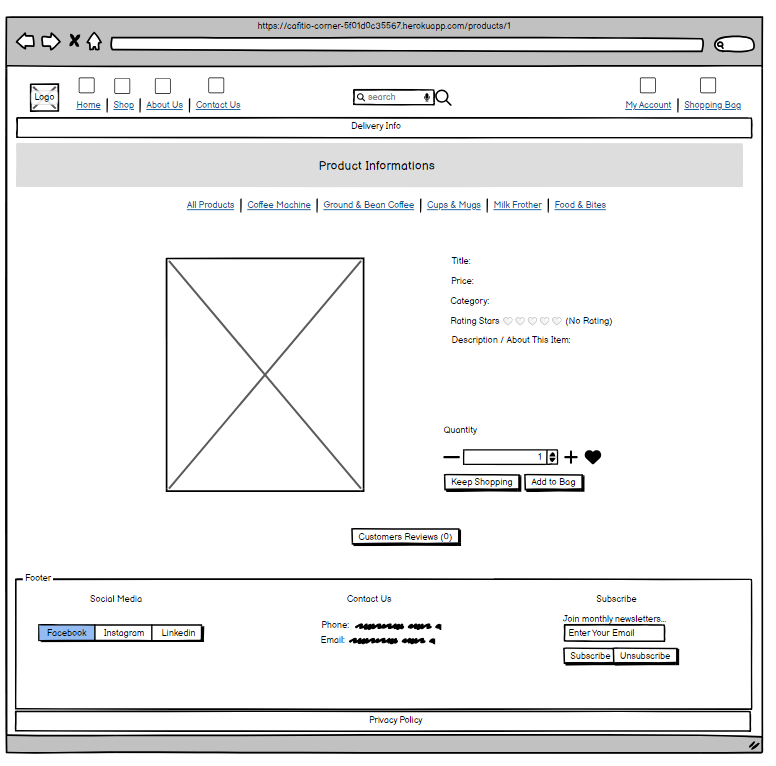 https://cafitio-corner-5f01d0c35567.herokuapp.com/products/1
Logo
Home | Shop | About Us | Contact Us
search
My Account | Shopping Bag
Delivery Info
Product Informations
All Products | Coffee Machine | Ground & Bean Coffee | Cups & Mugs | Milk Frother | Food & Bites
Title:
Price:
Category:
Rating Stars (No Rating)
Description / About This Item:
Quantity
1
Keep Shopping Add to Bag
Customers Reviews (0)
Footer
Social Media
Facebook Instagram Linkedin
Contact Us
Phone:
Email:
Subscribe
Join monthly newsletters...
Enter Your Email
Subscribe Unsubscribe
Privacy Policy